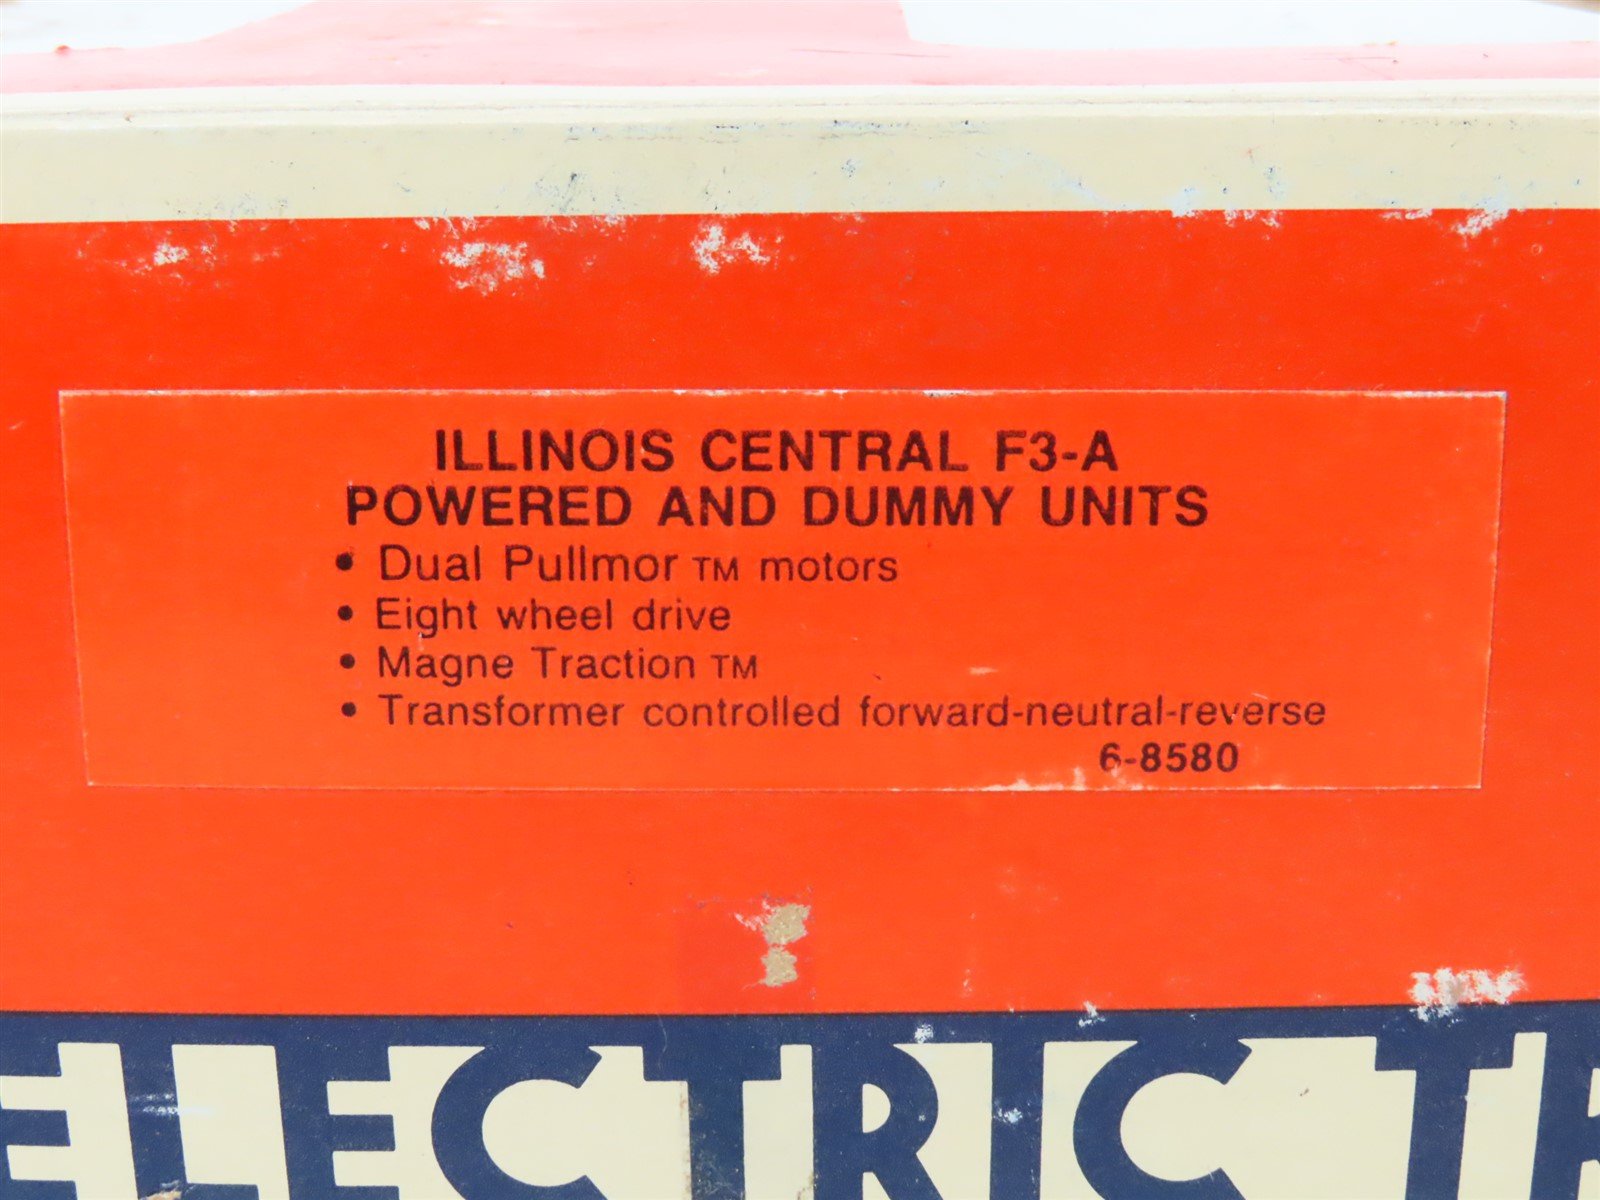 ILLINOIS CENTRAL F3-A
POWERED AND DUMMY UNITS
• Dual Pullmor TM motors
• Eight wheel drive
• Magne Traction TM
• Transformer controlled forward-neutral-reverse
6-8580
ELECTRIC TR